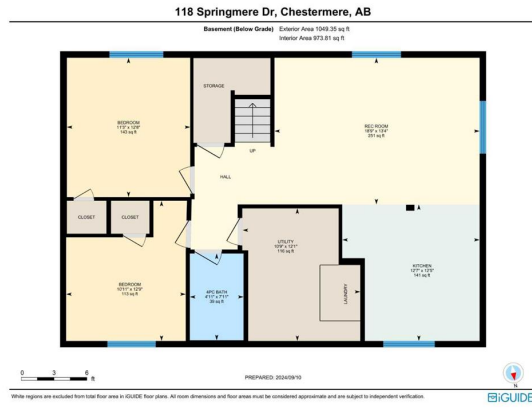 118 Springmere Dr, Chestermere, AB
Basement (Below Grade) Exterior Area 1049.35 sq ft
Interior Area 973.81 sq ft
STORAGE
BEDROOM
11'3" x 12'8"
143 sq ft
REC ROOM
18'9" x 13'4"
251 sq ft
UP
HALL
CLOSET
CLOSET
UTILITY
10'9" x 12'1"
116 sq ft
BEDROOM
10'11" x 12'9"
113 sq ft
4PC BATH
4'11" x 7'11"
39 sq ft
LAUNDRY
KITCHEN
12'7" x 12'5"
141 sq ft
0 3 6
ft
PREPARED: 2024/09/10
N
White regions are excluded from total floor area in iGUIDE floor plans. All room dimensions and floor areas must be considered approximate and are subject to independent verification.
iGUIDE